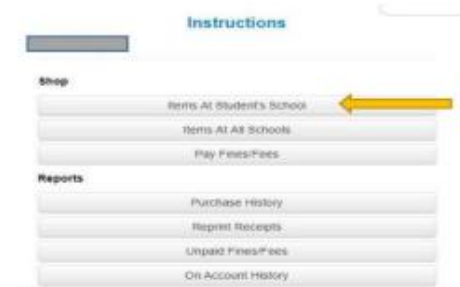 Instructions
Shop
Items At Student's School
Items At All Schools
Pay Fines/Fees
Reports
Purchase History
Reprint Receipts
Unpaid Fines/Fees
On Account History